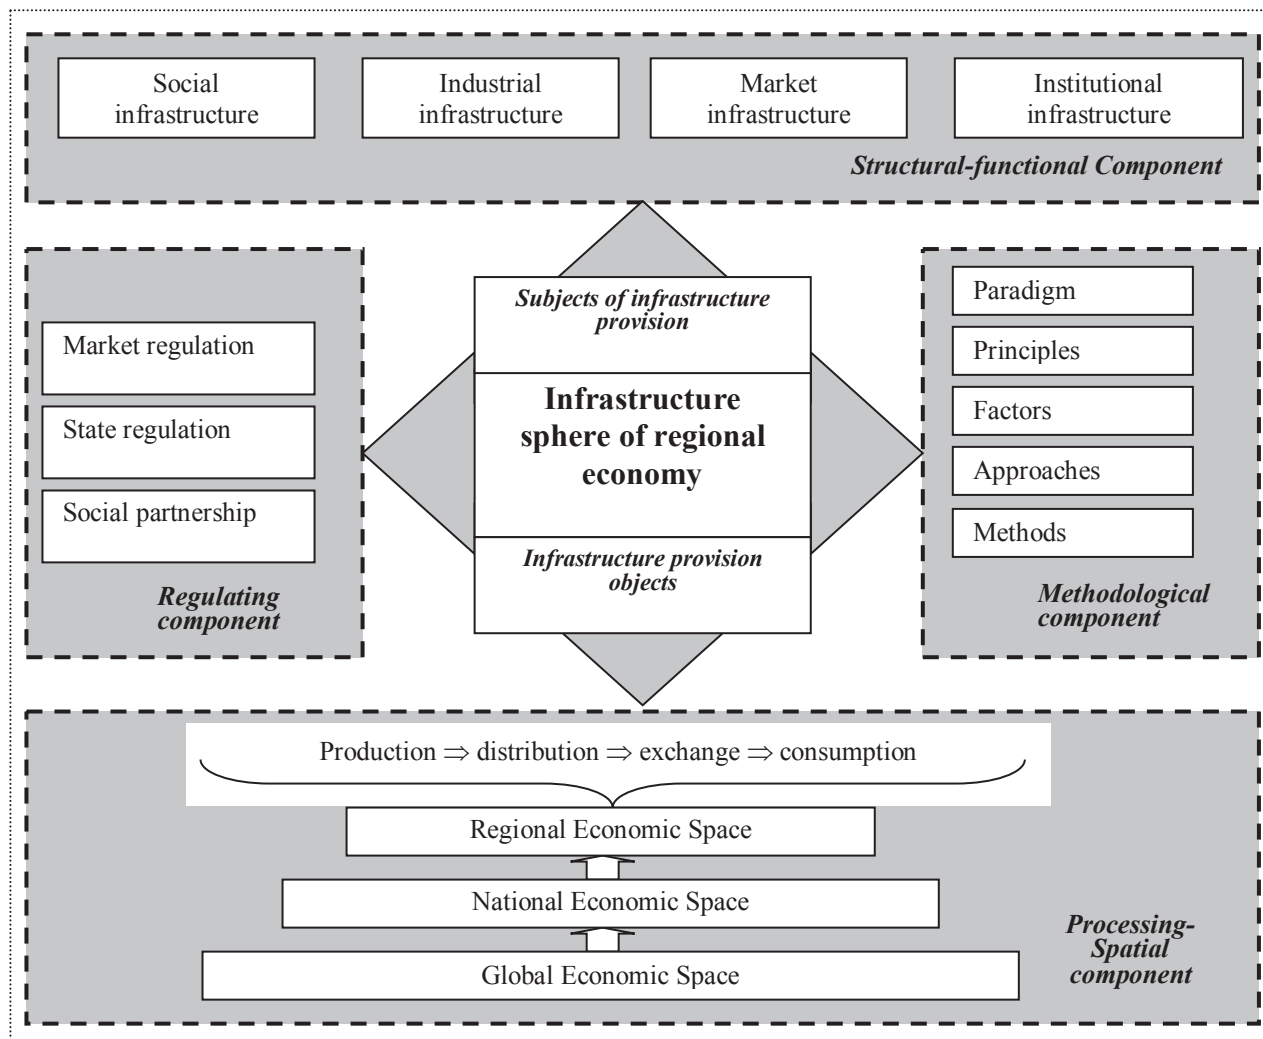 Social
infrastructure
Industrial
infrastructure
Market
infrastructure
Institutional
infrastructure
Structural-functional Component
Market regulation
State regulation
Social partnership
Regulating
component
Subjects of infrastructure
provision
Infrastructure
sphere of regional
economy
Infrastructure provision
objects
Paradigm
Principles
Factors
Approaches
Methods
Methodological
component
Production ⇒ distribution ⇒ exchange ⇒ consumption
Regional Economic Space
National Economic Space
Global Economic Space
Processing-
Spatial
component